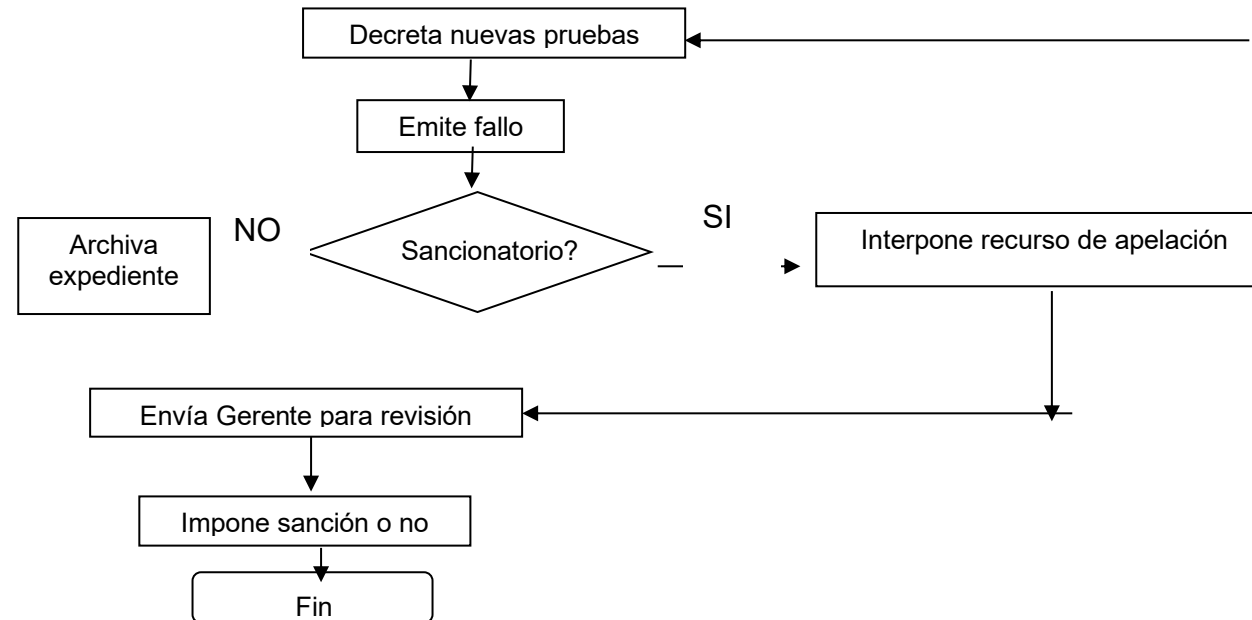 Decreta nuevas pruebas
Emite fallo
NO
SI
Archiva
expediente
Sancionatorio?
Interpone recurso de apelación
Envía Gerente para revisión
Impone sanción o no
Fin